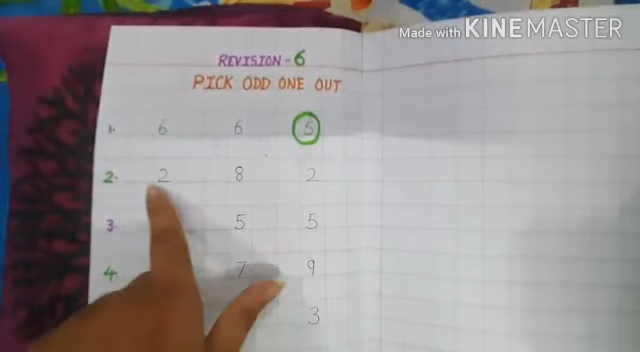 Made with KINEMASTER
REVISION-6
PICK ODD ONE OUT
1. 6 6 5
2. 2 8 2
3. 5 5
4. 7 9
3